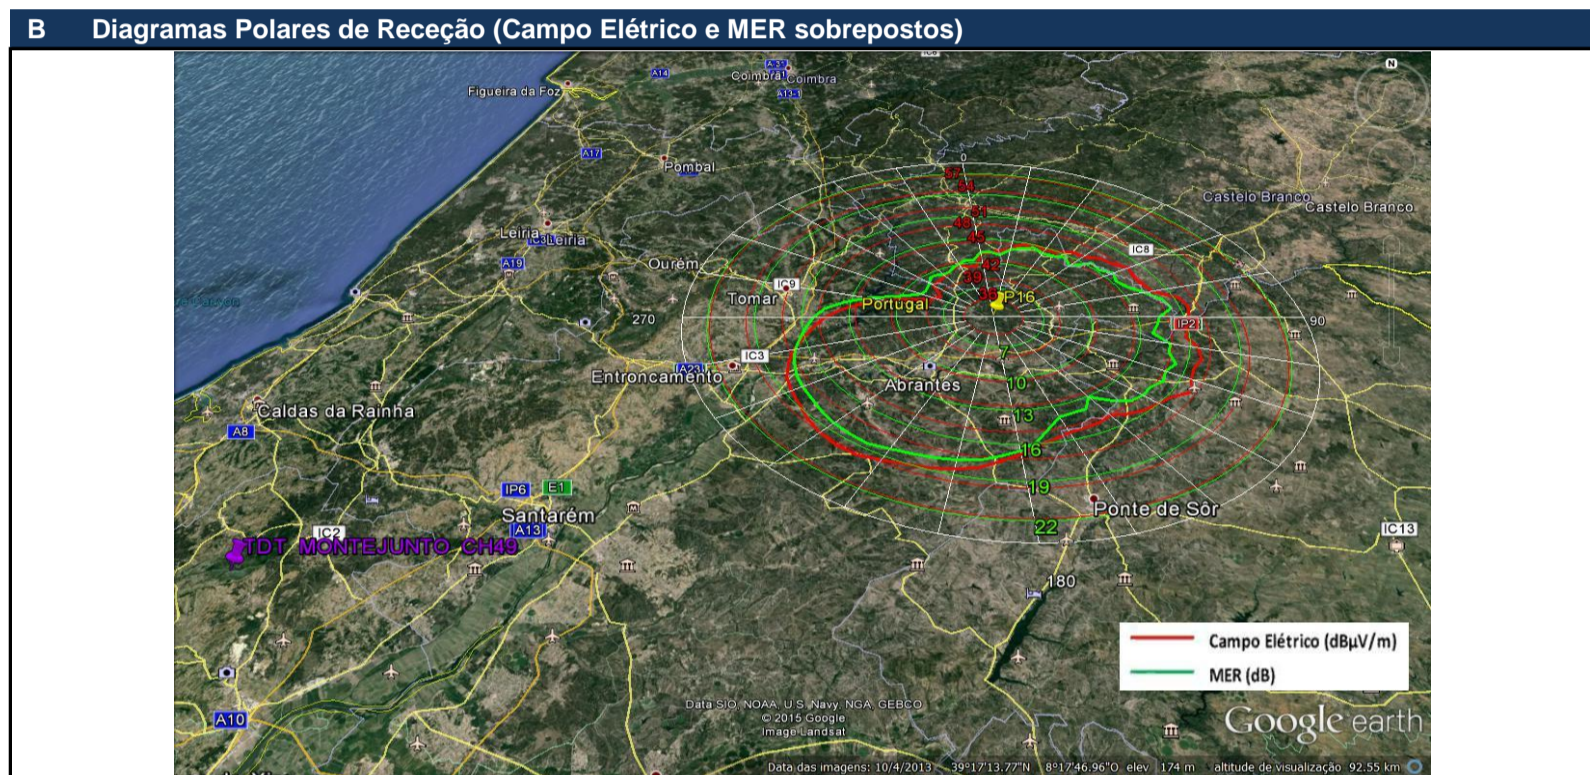 B Diagramas Polares de Receção (Campo Elétrico e MER sobrepostos)
N
A14
Coimbra
Coimbra
Figueira da Foz
A17
Pombal
0
57
54
51
48
45
42
39
36
P16
Castelo Branco
Castelo Branco
Leiria
Leiria
A19
Ourém
IC8
IC9
Tomar
Portugal
270
90
IP2
IC3
A23
Entroncamento
Abrantes
7
10
13
16
19
22
Caldas da Rainha
A8
IP6
E1
Santarém
A13
IC2
TDT MONTEJUNTO CH49
Ponte de Sôr
IC13
180
Campo Elétrico (dBµV/m)
MER (dB)
A10
Data SIO, NOAA, U.S. Navy, NGA, GEBCO
© 2015 Google
Image Landsat
Google earth
Data das imagens: 10/4/2013 39°17'13.77"N 8°17'46.96"O elev 174 m altitude de visualização 92.55 km